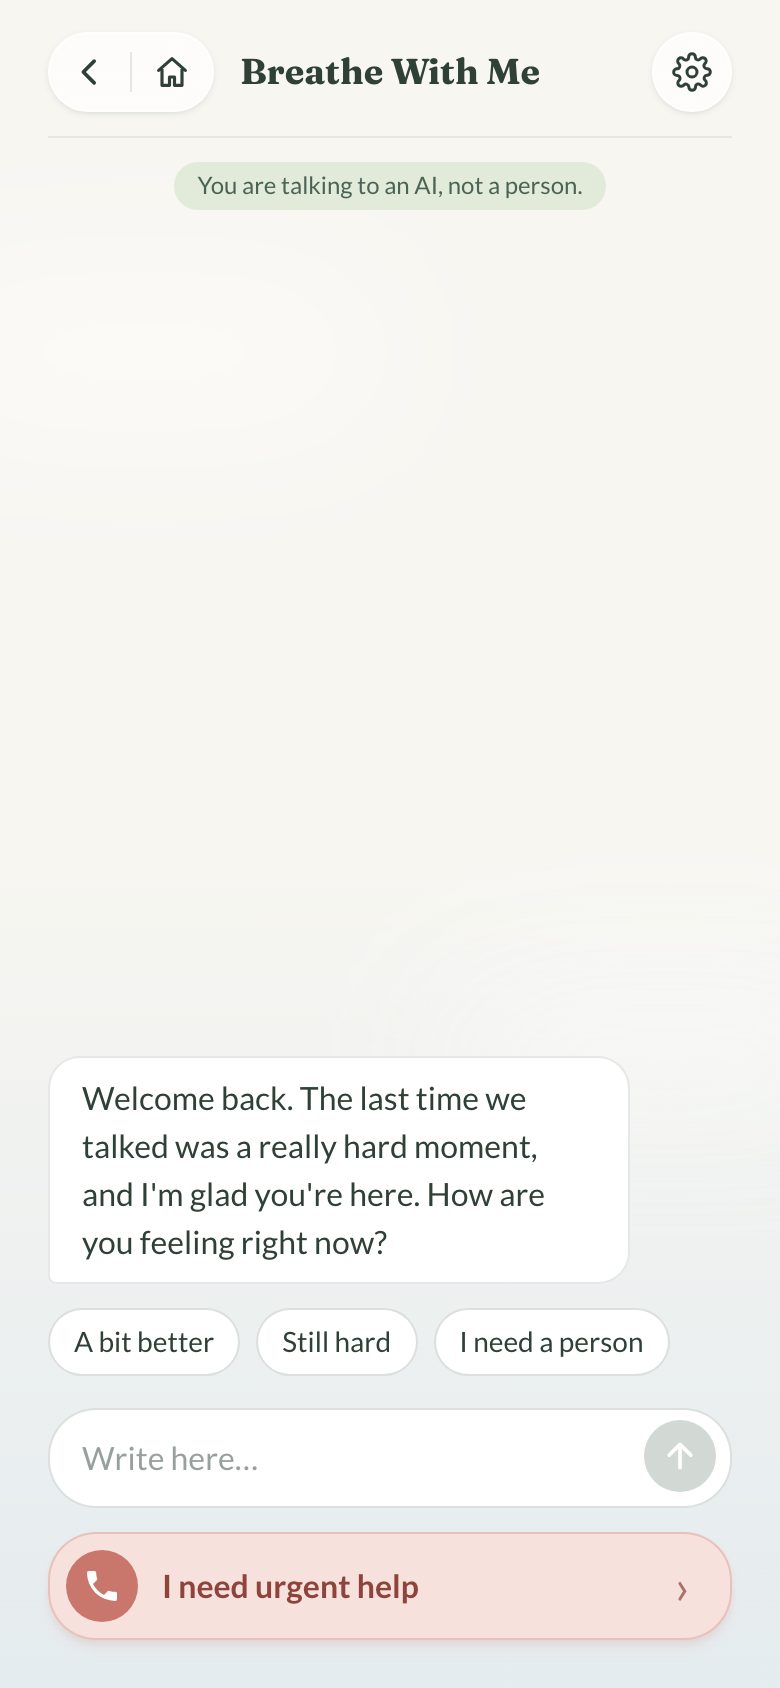 Breathe With Me
You are talking to an AI, not a person.
Welcome back. The last time we
talked was a really hard moment,
and I'm glad you're here. How are
you feeling right now?
A bit better
Still hard
I need a person
Write here...
I need urgent help